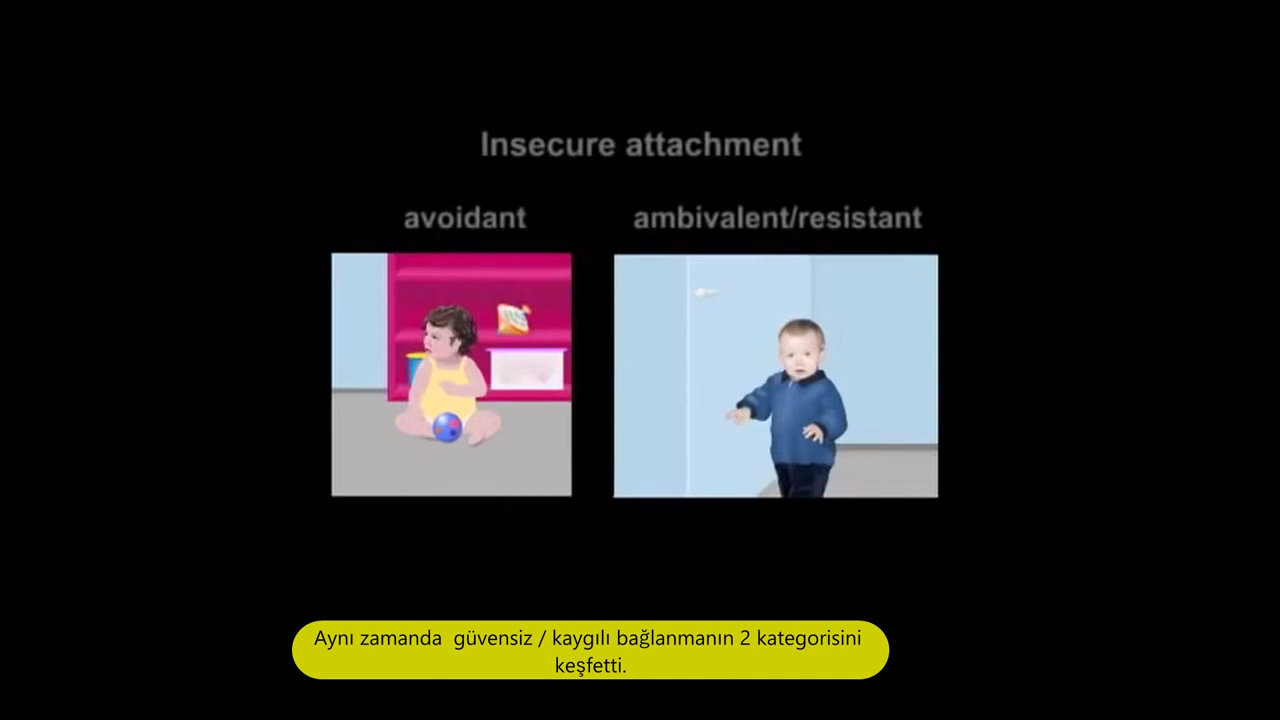 Insecure attachment
avoidant
ambivalent/resistant
Aynı zamanda  güvensiz / kaygılı bağlanmanın 2 kategorisini
keşfetti.